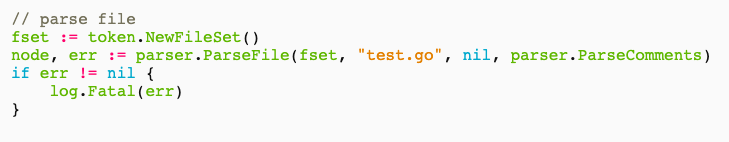 // parse file
fset := token.NewFileSet()
node, err := parser.ParseFile(fset, "test.go", nil, parser.ParseComments)
if err != nil {
    log.Fatal(err)
}